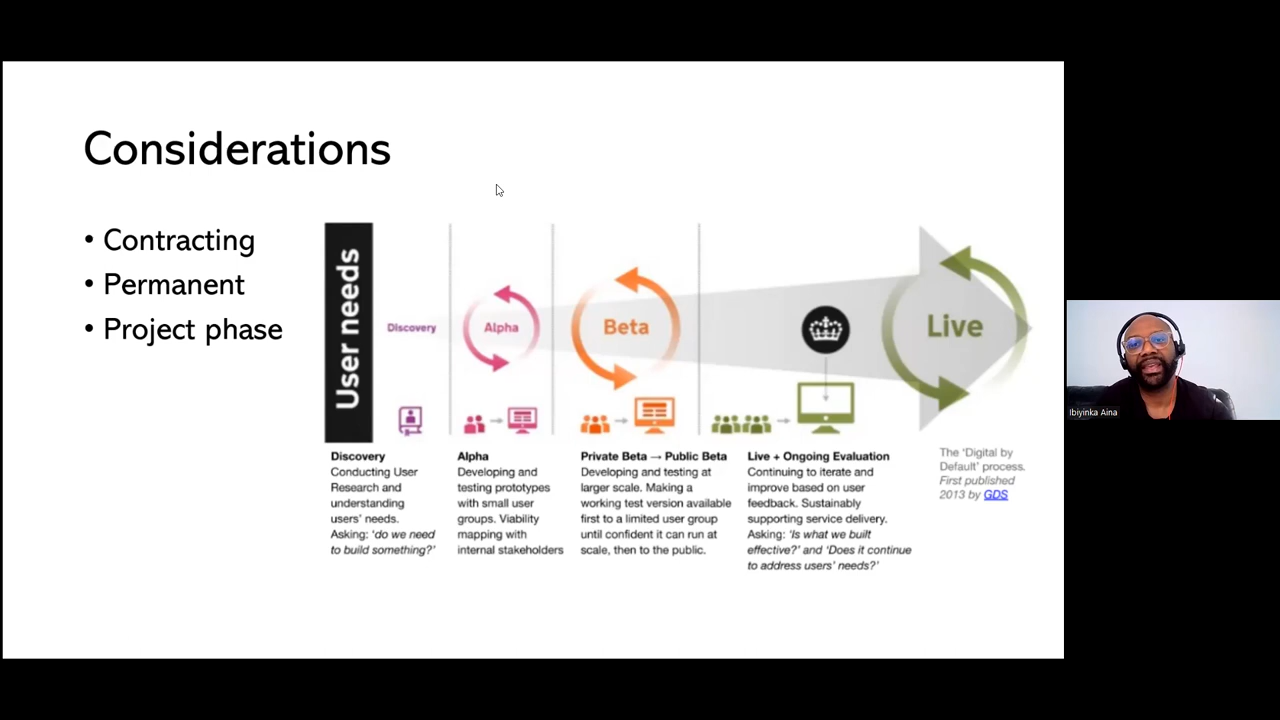 Considerations
• Contracting
• Permanent
• Project phase
User needs
Discovery
Alpha
Beta
Live
Discovery
Conducting User
Research and
understanding
users' needs.
Asking: 'do we need
to build something?'
Alpha
Developing and
testing prototypes
with small user
groups. Viability
mapping with
internal stakeholders
Private Beta → Public Beta
Developing and testing at
larger scale. Making a
working test version available
first to a limited user group
until confident it can run at
scale, then to the public.
Live + Ongoing Evaluation
Continuing to iterate and
improve based on user
feedback. Sustainably
supporting service delivery.
Asking: 'Is what we built
effective?' and 'Does it continue
to address users' needs?'
The 'Digital by
Default' process.
First published
2013 by GDS
Ibiyinka Aina